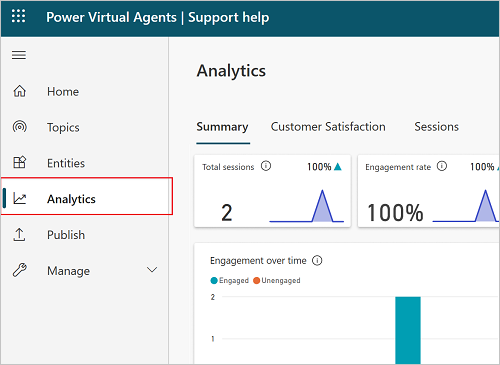 Power Virtual Agents | Support help
Home
Topics
Entities
Analytics
Publish
Manage
Analytics
Summary Customer Satisfaction Sessions
Total sessions 100%
2
Engagement rate 100%
100%
Engagement over time
Engaged Unengaged
2
1